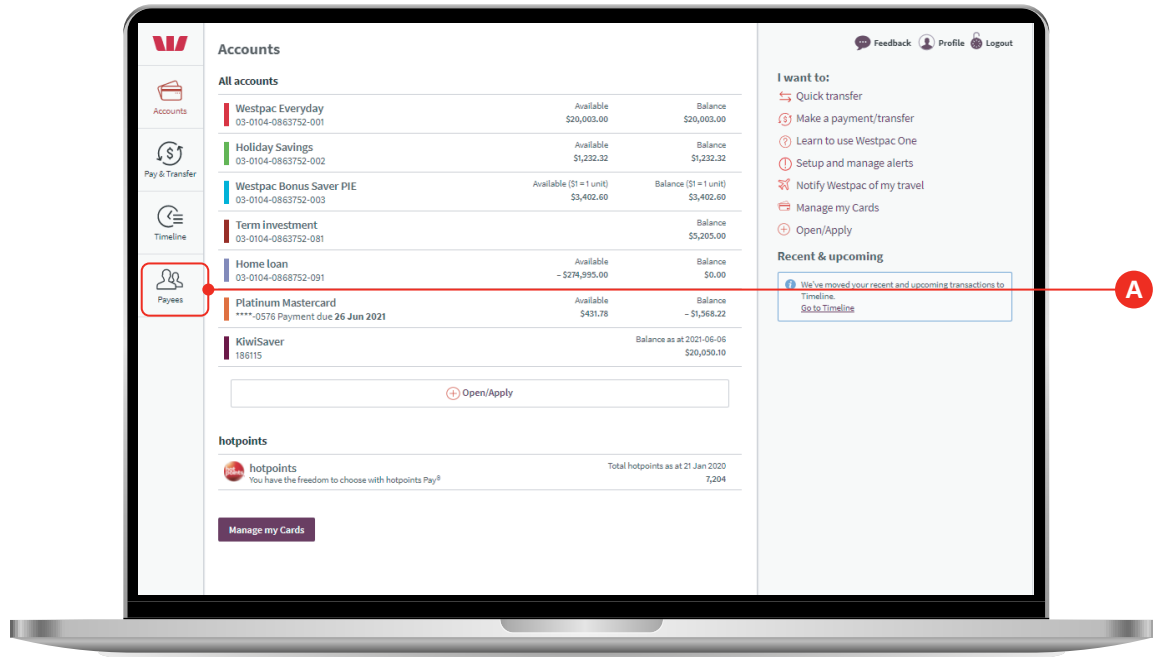 Feedback Profile Logout
Accounts
Pay & Transfer
Timeline
Payees
Accounts
All accounts
Westpac Everyday Available Balance
03-0104-0863752-001 $20,003.00 $20,003.00
Holiday Savings Available Balance
03-0104-0863752-002 $1,232.32 $1,232.32
Westpac Bonus Saver PIE Available ($1 = 1 unit) Balance ($1 = 1 unit)
03-0104-0863752-003 $3,402.60 $3,402.60
Term investment Balance
03-0104-0863752-081 $5,205.00
Home loan Available Balance
03-0104-0868752-091 – $274,995.00 $0.00
Platinum Mastercard Available Balance
****-0576 Payment due 26 Jun 2021 $431.78 – $1,568.22
KiwiSaver Balance as at 2021-06-06
186115 $20,050.10
Open/Apply
hotpoints
hotpoints Total hotpoints as at 21 Jan 2020
You have the freedom to choose with hotpoints Pay⁸ 7,204
Manage my Cards
I want to:
Quick transfer
Make a payment/transfer
Learn to use Westpac One
Setup and manage alerts
Notify Westpac of my travel
Manage my Cards
Open/Apply
Recent & upcoming
We've moved your recent and upcoming transactions to
Timeline.
Go to Timeline
A